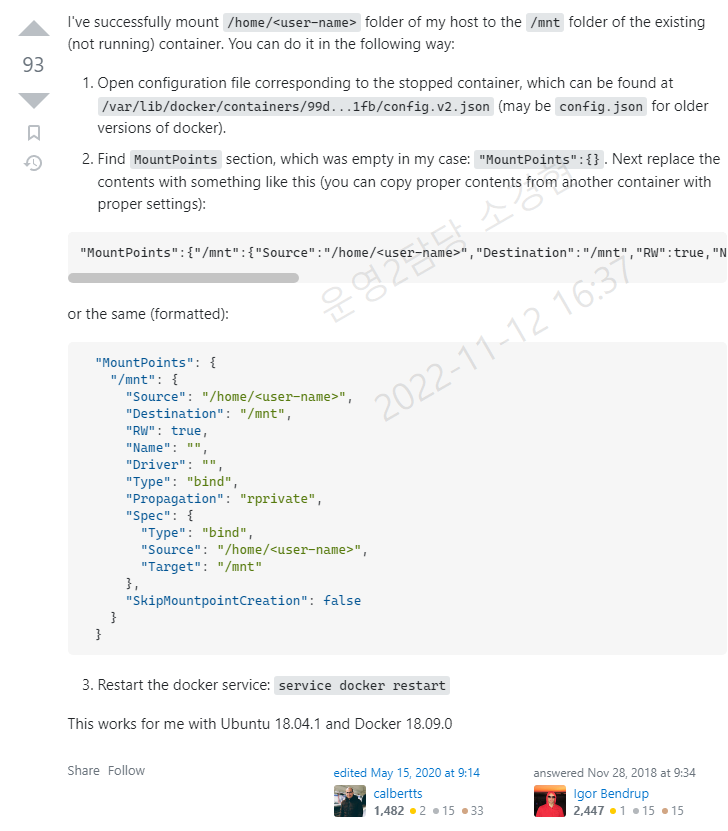 I've successfully mount /home/<user-name> folder of my host to the /mnt folder of the existing
(not running) container. You can do it in the following way:
93
1. Open configuration file corresponding to the stopped container, which can be found at
/var/lib/docker/containers/99d...1fb/config.v2.json (may be config.json for older
versions of docker).
2. Find MountPoints section, which was empty in my case: "MountPoints":{}. Next replace the
contents with something like this (you can copy proper contents from another container with
proper settings):
"MountPoints":{"/mnt":{"Source":"/home/<user-name>","Destination":"/mnt","RW":true,"N
or the same (formatted):
"MountPoints": {
"/mnt": {
"Source": "/home/<user-name>",
"Destination": "/mnt",
"RW": true,
"Name": "",
"Driver": "",
"Type": "bind",
"Propagation": "rprivate",
"Spec": {
"Type": "bind",
"Source": "/home/<user-name>",
"Target": "/mnt"
},
"SkipMountpointCreation": false
}
}
운영2담당 소성협
2022-11-12 16:37
3. Restart the docker service: service docker restart
This works for me with Ubuntu 18.04.1 and Docker 18.09.0
Share Follow
edited May 15, 2020 at 9:14
calbertts
1,482 2 15 33
answered Nov 28, 2018 at 9:34
Igor Bendrup
2,447 1 15 15